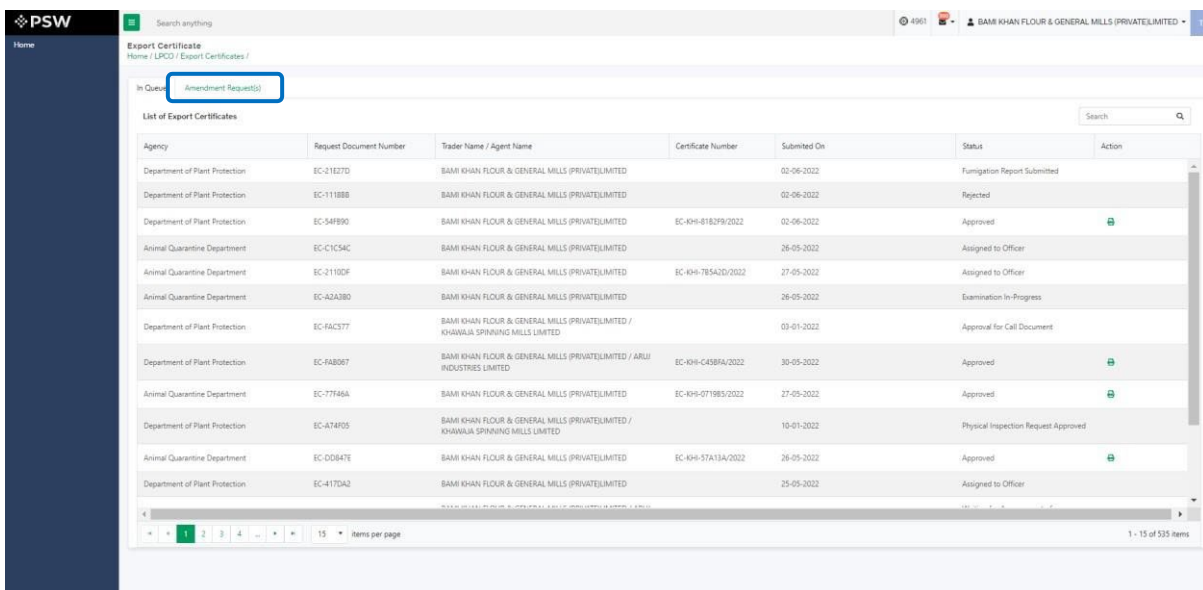 PSW
Search anything
4961
BAMI KHAN FLOUR & GENERAL MILLS (PRIVATE)LIMITED
Home
Export Certificate
Home / LPCO / Export Certificates /
In Queue Amendment Request(s)
List of Export Certificates
Search
Agency Request Document Number Trader Name / Agent Name Certificate Number Submited On Status Action
Department of Plant Protection EC-21E27D BAMI KHAN FLOUR & GENERAL MILLS (PRIVATE)LIMITED 02-06-2022 Fumigation Report Submitted
Department of Plant Protection EC-1118BB BAMI KHAN FLOUR & GENERAL MILLS (PRIVATE)LIMITED 02-06-2022 Rejected
Department of Plant Protection EC-54FB90 BAMI KHAN FLOUR & GENERAL MILLS (PRIVATE)LIMITED EC-KHI-81B2F9/2022 02-06-2022 Approved
Animal Quarantine Department EC-C1C54C BAMI KHAN FLOUR & GENERAL MILLS (PRIVATE)LIMITED 26-05-2022 Assigned to Officer
Animal Quarantine Department EC-2110DF BAMI KHAN FLOUR & GENERAL MILLS (PRIVATE)LIMITED EC-KHI-7B5A2D/2022 27-05-2022 Assigned to Officer
Animal Quarantine Department EC-A2A3B0 BAMI KHAN FLOUR & GENERAL MILLS (PRIVATE)LIMITED 26-05-2022 Examination In-Progress
Department of Plant Protection EC-FAC577 BAMI KHAN FLOUR & GENERAL MILLS (PRIVATE)LIMITED / 03-01-2022 Approval for Call Document
KHAWAJA SPINNING MILLS LIMITED
Department of Plant Protection EC-FAB067 BAMI KHAN FLOUR & GENERAL MILLS (PRIVATE)LIMITED / ARUJ EC-KHI-C45BFA/2022 30-05-2022 Approved
INDUSTRIES LIMITED
Animal Quarantine Department EC-77F46A BAMI KHAN FLOUR & GENERAL MILLS (PRIVATE)LIMITED EC-KHI-0719B5/2022 27-05-2022 Approved
Department of Plant Protection EC-A74F05 BAMI KHAN FLOUR & GENERAL MILLS (PRIVATE)LIMITED / 10-01-2022 Physical Inspection Request Approved
KHAWAJA SPINNING MILLS LIMITED
Animal Quarantine Department EC-DD847E BAMI KHAN FLOUR & GENERAL MILLS (PRIVATE)LIMITED EC-KHI-57A13A/2022 26-05-2022 Approved
Department of Plant Protection EC-417DA2 BAMI KHAN FLOUR & GENERAL MILLS (PRIVATE)LIMITED 25-05-2022 Assigned to Officer
1 2 3 4 ... 15 items per page 1 - 15 of 535 items